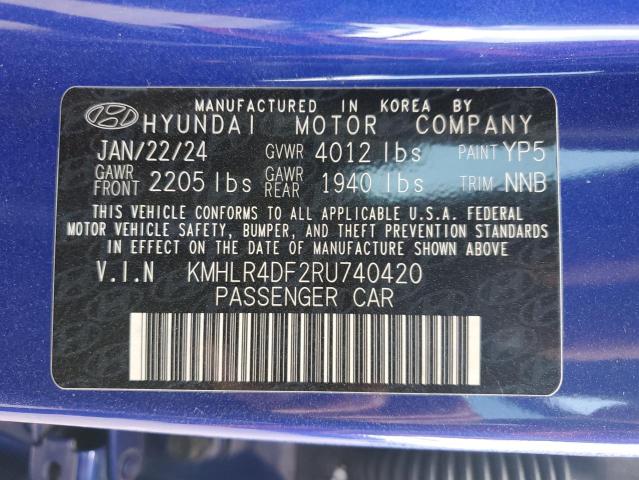 MANUFACTURED IN KOREA BY
HYUNDAI MOTOR COMPANY
JAN/22/24 GVWR 4012 lbs PAINT YP5
GAWR FRONT 2205 lbs GAWR REAR 1940 lbs TRIM NNB
THIS VEHICLE CONFORMS TO ALL APPLICABLE U.S.A. FEDERAL
MOTOR VEHICLE SAFETY, BUMPER, AND THEFT PREVENTION STANDARDS
IN EFFECT ON THE DATE OF MANUFACTURE SHOWN ABOVE
V.I.N KMHLR4DF2RU740420
PASSENGER CAR